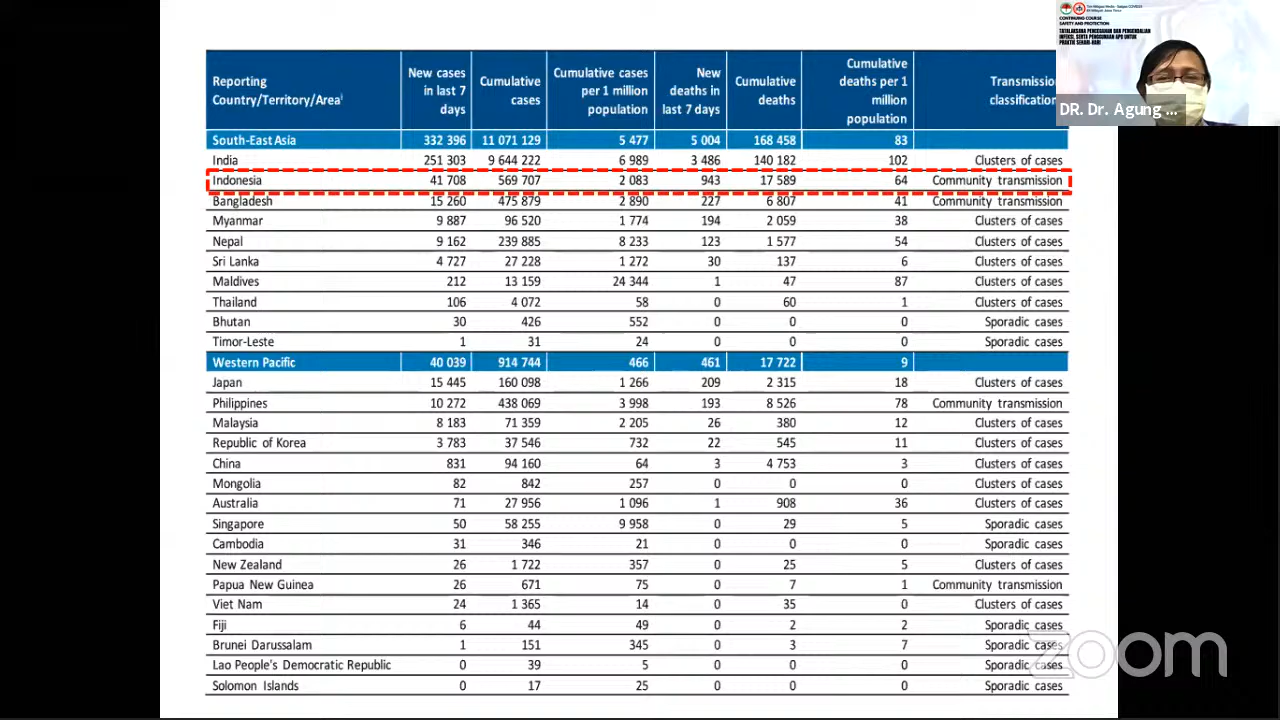 CONTINUING COURSE
SAFETY AND PROTECTION
TATALAKSANA PENCEGAHAN DAN PENGENDALIAN
INFEKSI, SERTA PENGGUNAAN APD UNTUK
PRAKTIK SEHARI-HARI
DR. Dr. Agung ...
Reporting Country/Territory/Areaⁱ New cases in last 7 days Cumulative cases Cumulative cases per 1 million population New deaths in last 7 days Cumulative deaths Cumulative deaths per 1 million population Transmission classification
South-East Asia 332 396 11 071 129 5 477 5 004 168 458 83
India 251 303 9 644 222 6 989 3 486 140 182 102 Clusters of cases
Indonesia 41 708 569 707 2 083 943 17 589 64 Community transmission
Bangladesh 15 260 475 879 2 890 227 6 807 41 Community transmission
Myanmar 9 887 96 520 1 774 194 2 059 38 Clusters of cases
Nepal 9 162 239 885 8 233 123 1 577 54 Clusters of cases
Sri Lanka 4 727 27 228 1 272 30 137 6 Clusters of cases
Maldives 212 13 159 24 344 1 47 87 Clusters of cases
Thailand 106 4 072 58 0 60 1 Clusters of cases
Bhutan 30 426 552 0 0 0 Sporadic cases
Timor-Leste 1 31 24 0 0 0 Sporadic cases
Western Pacific 40 039 914 744 466 461 17 722 9
Japan 15 445 160 098 1 266 209 2 315 18 Clusters of cases
Philippines 10 272 438 069 3 998 193 8 526 78 Community transmission
Malaysia 8 183 71 359 2 205 26 380 12 Clusters of cases
Republic of Korea 3 783 37 546 732 22 545 11 Clusters of cases
China 831 94 160 64 3 4 753 3 Clusters of cases
Mongolia 82 842 257 0 0 0 Clusters of cases
Australia 71 27 956 1 096 1 908 36 Clusters of cases
Singapore 50 58 255 9 958 0 29 5 Sporadic cases
Cambodia 31 346 21 0 0 0 Sporadic cases
New Zealand 26 1 722 357 0 25 5 Clusters of cases
Papua New Guinea 26 671 75 0 7 1 Community transmission
Viet Nam 24 1 365 14 0 35 0 Clusters of cases
Fiji 6 44 49 0 2 2 Sporadic cases
Brunei Darussalam 1 151 345 0 3 7 Sporadic cases
Lao People's Democratic Republic 0 39 5 0 0 0 Sporadic cases
Solomon Islands 0 17 25 0 0 0 Sporadic cases
zoom